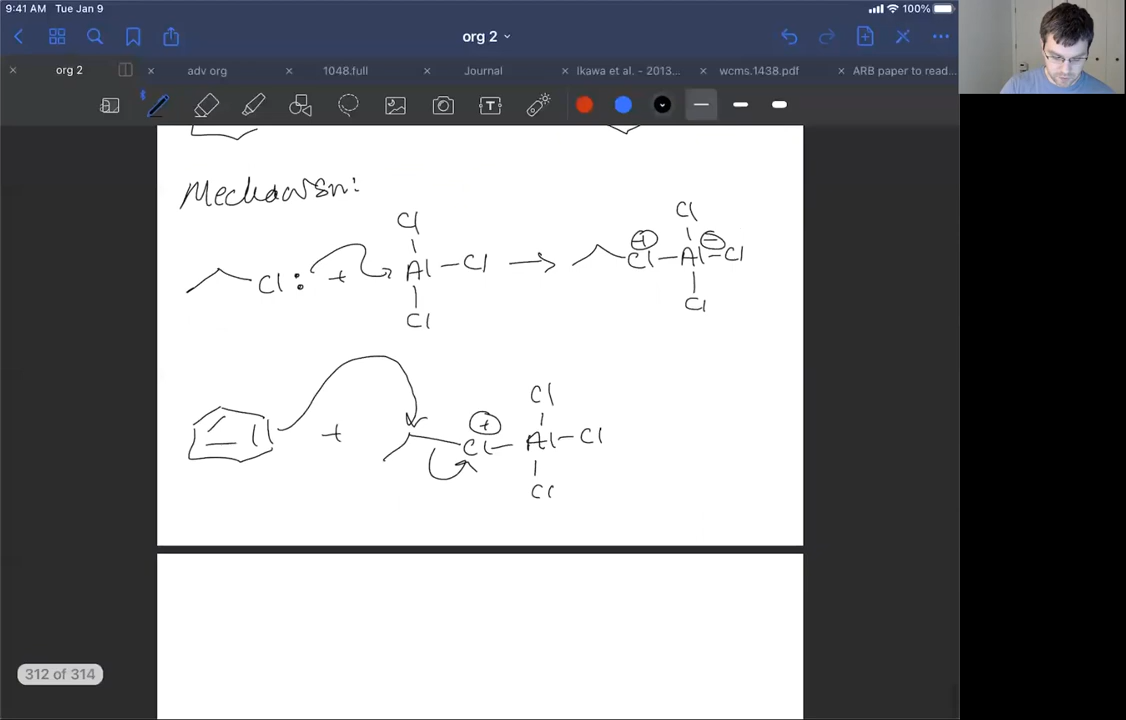 9:41 AM Tue Jan 9
100%
org 2
org 2
adv org
1048.full
Journal
Ikawa et al. - 2013...
wcms.1438.pdf
ARB paper to read...
T
Mechanism:
Cl
Cl: + Al-Cl
Cl
Cl
⊕ ⊖
Cl-Al-Cl
Cl
+
⊕
Cl
Cl-Al-Cl
Cl
312 of 314